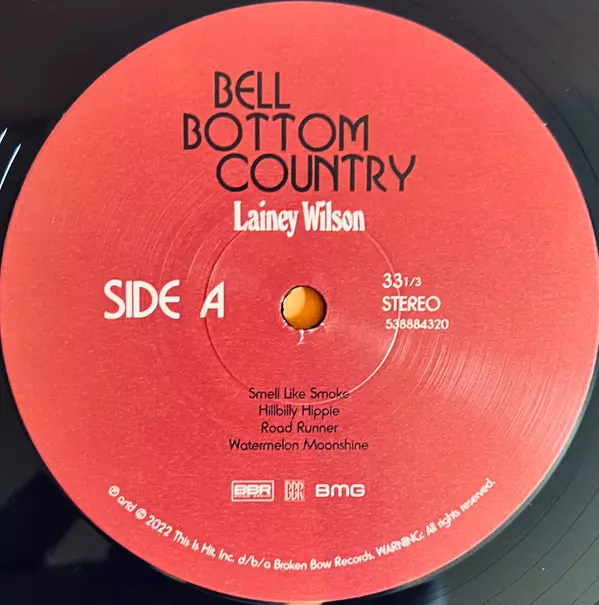 BELL
BOTTOM
COUNTRY
Lainey Wilson
SIDE A
33 1/3
STEREO
538884320
Smell Like Smoke
Hillbilly Hippie
Road Runner
Watermelon Moonshine
BBR
BBR
BMG
℗ and © 2022 This Is Hit, Inc. d/b/a Broken Bow Records. WARNING: All rights reserved.